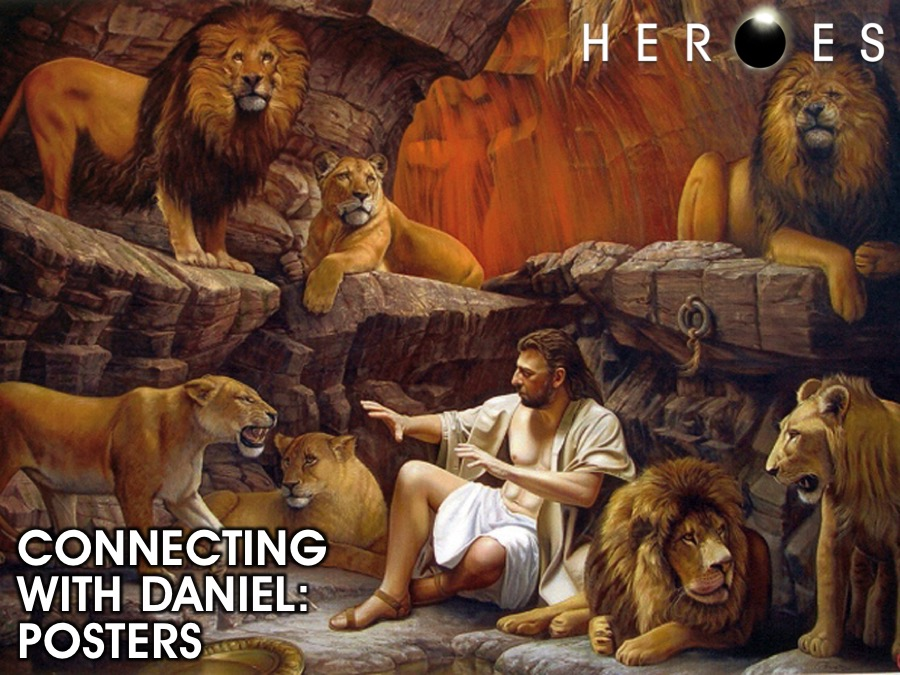 HEROES
CONNECTING
WITH DANIEL:
POSTERS